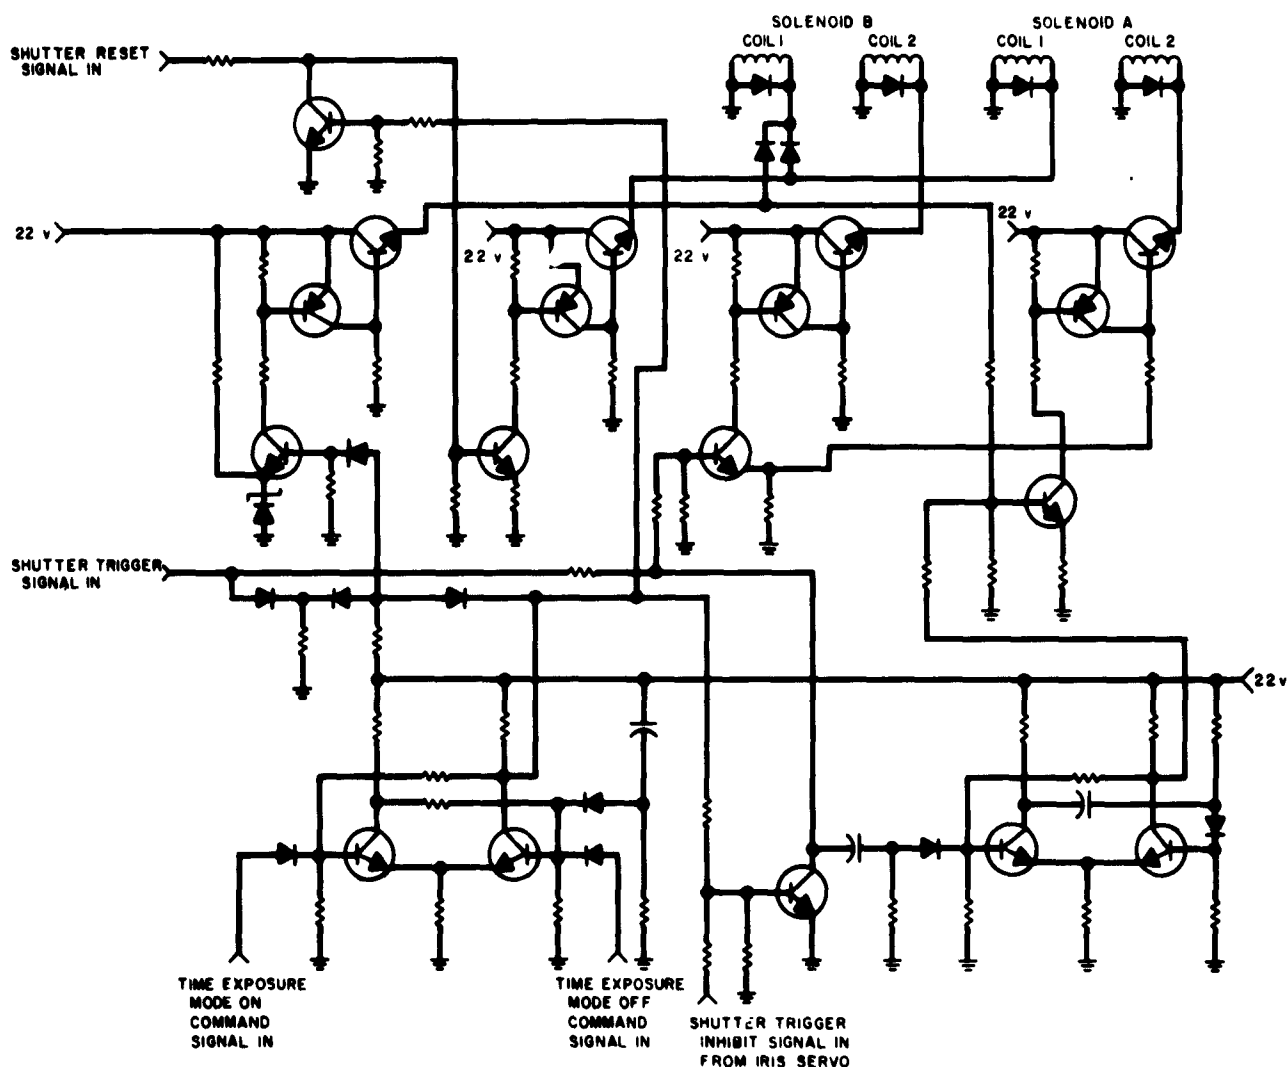 SOLENOID B
SOLENOID A
COIL 1
COIL 2
COIL 1
COIL 2
SHUTTER RESET
SIGNAL IN
22 v
22 v
22 v
22 v
SHUTTER TRIGGER
SIGNAL IN
22 v
TIME EXPOSURE
MODE ON
COMMAND
SIGNAL IN
TIME EXPOSURE
MODE OFF
COMMAND
SIGNAL IN
SHUTTER TRIGGER
INHIBIT SIGNAL IN
FROM IRIS SERVO